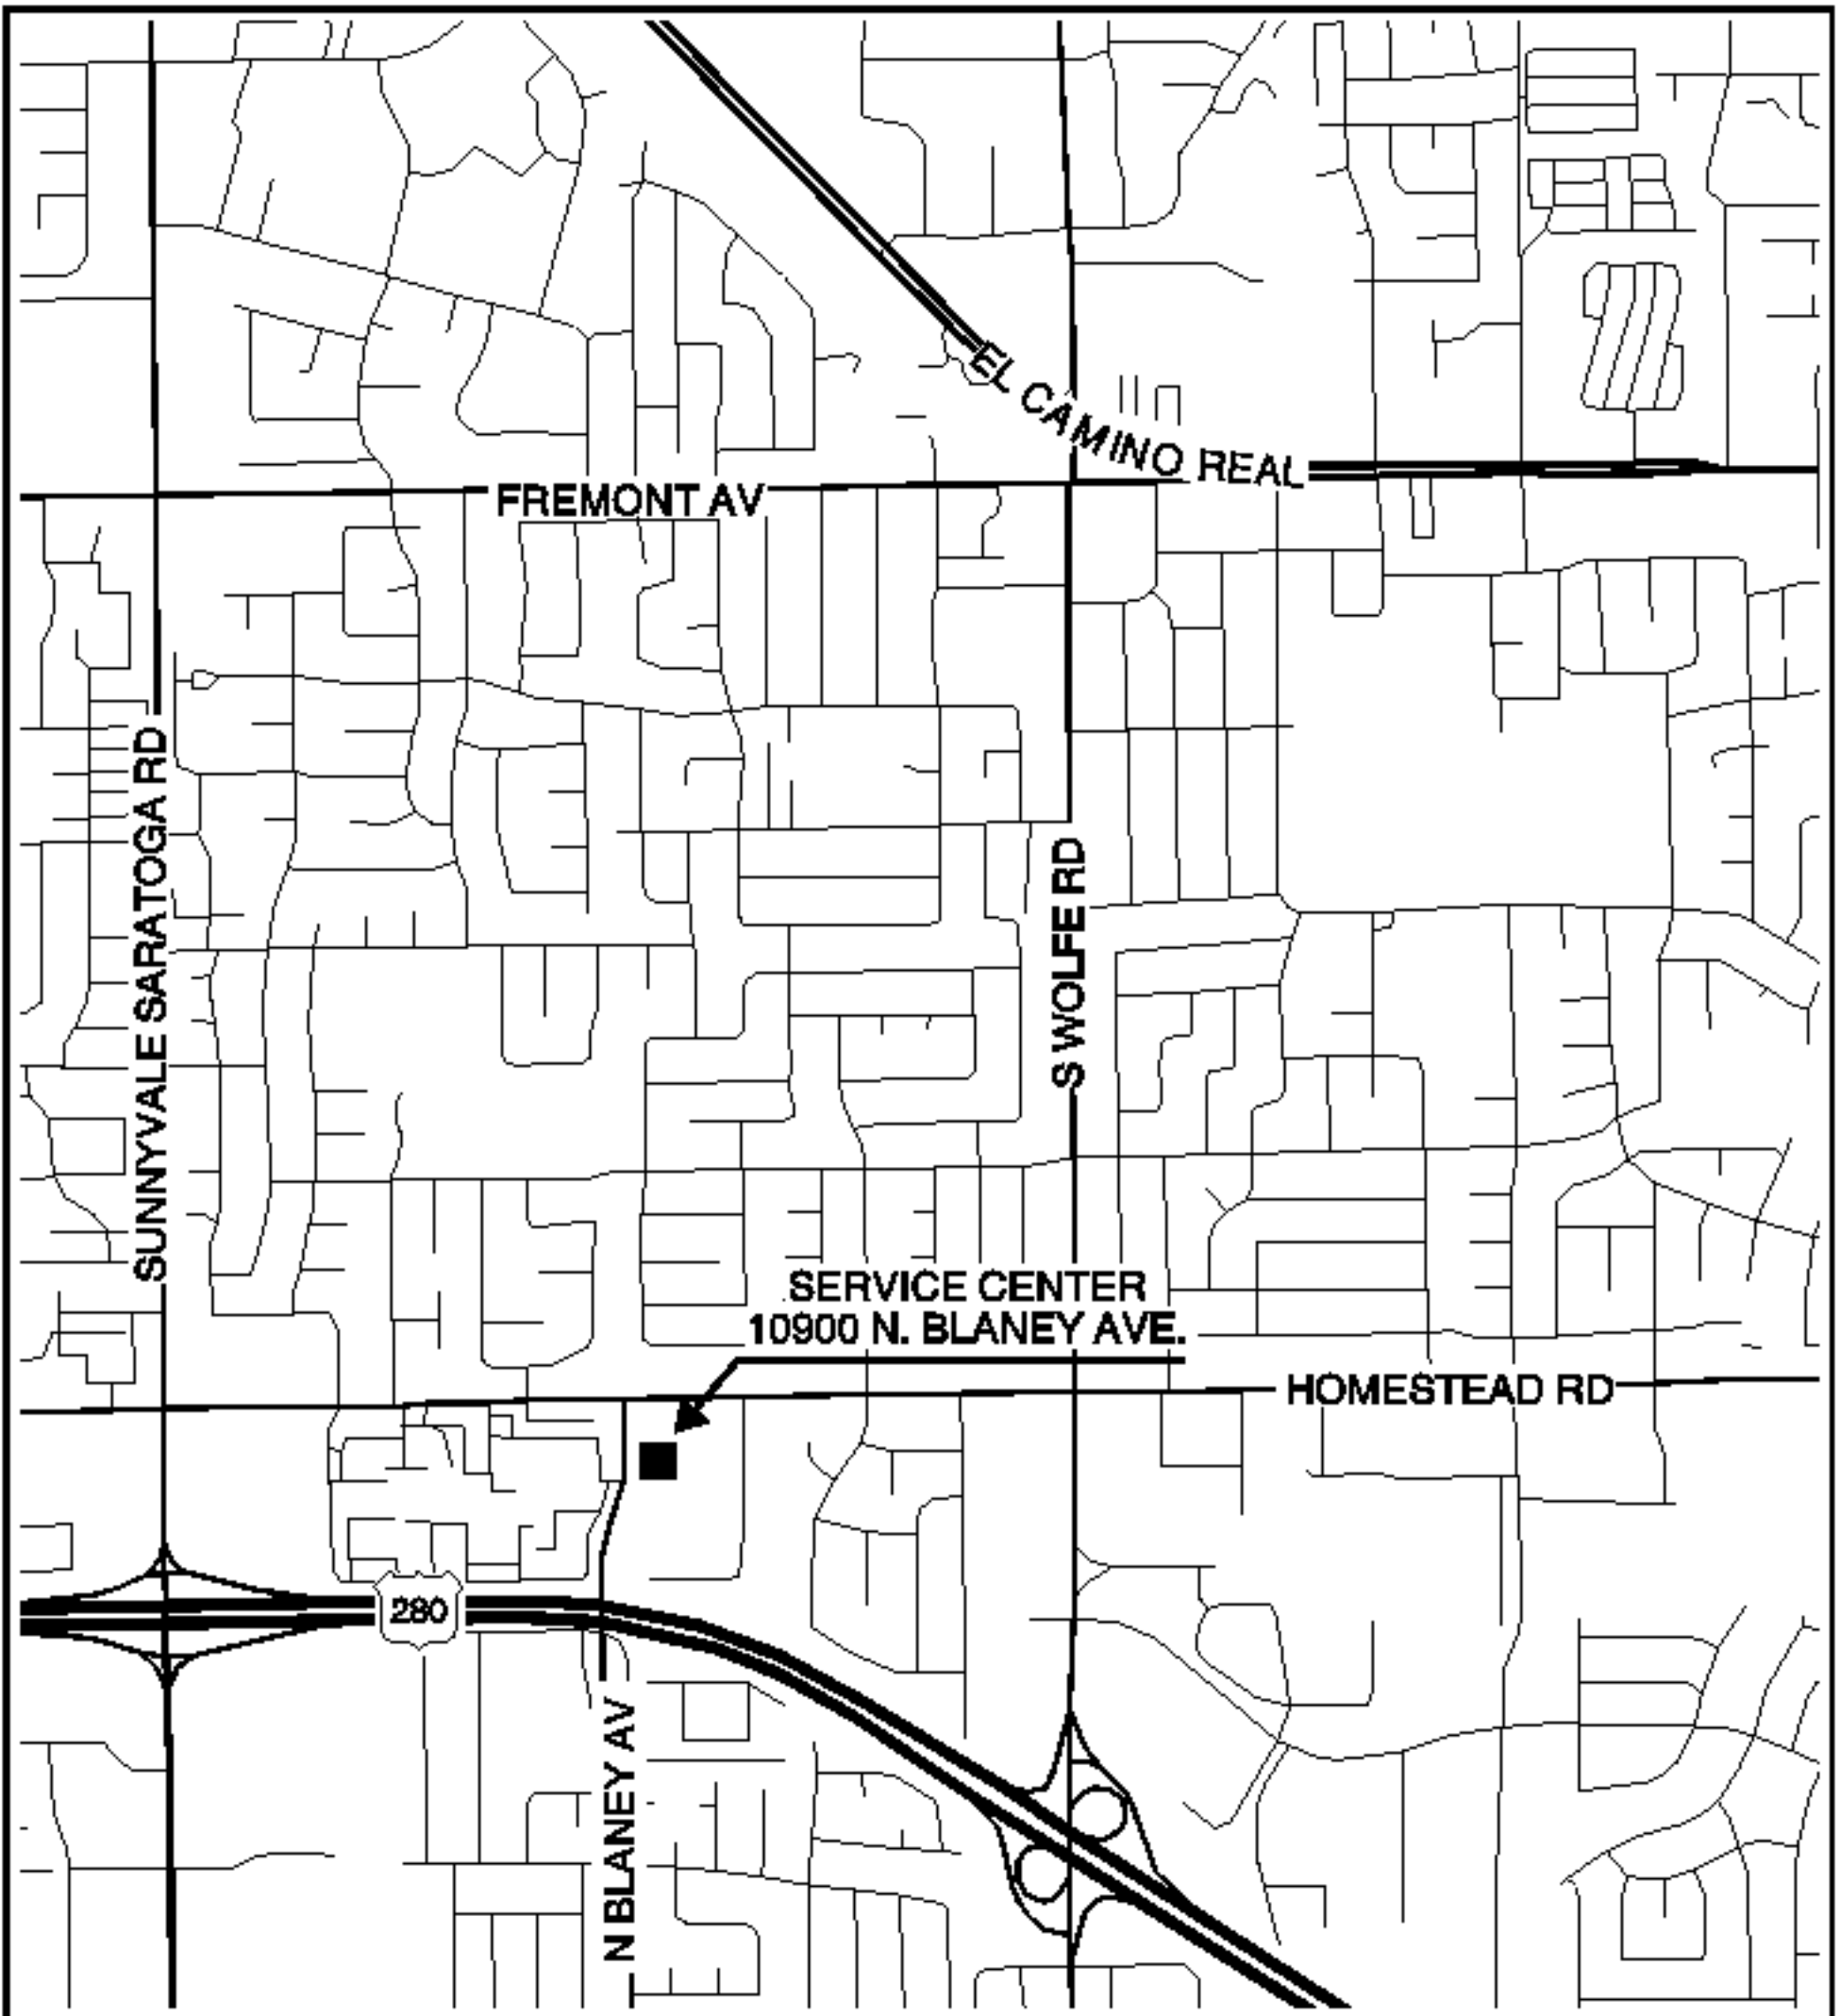 EL CAMINO REAL
FREMONT AV
SUNNYVALE SARATOGA RD
S WOLFE RD
SERVICE CENTER
10900 N. BLANEY AVE.
HOMESTEAD RD
280
N BLANEY AV